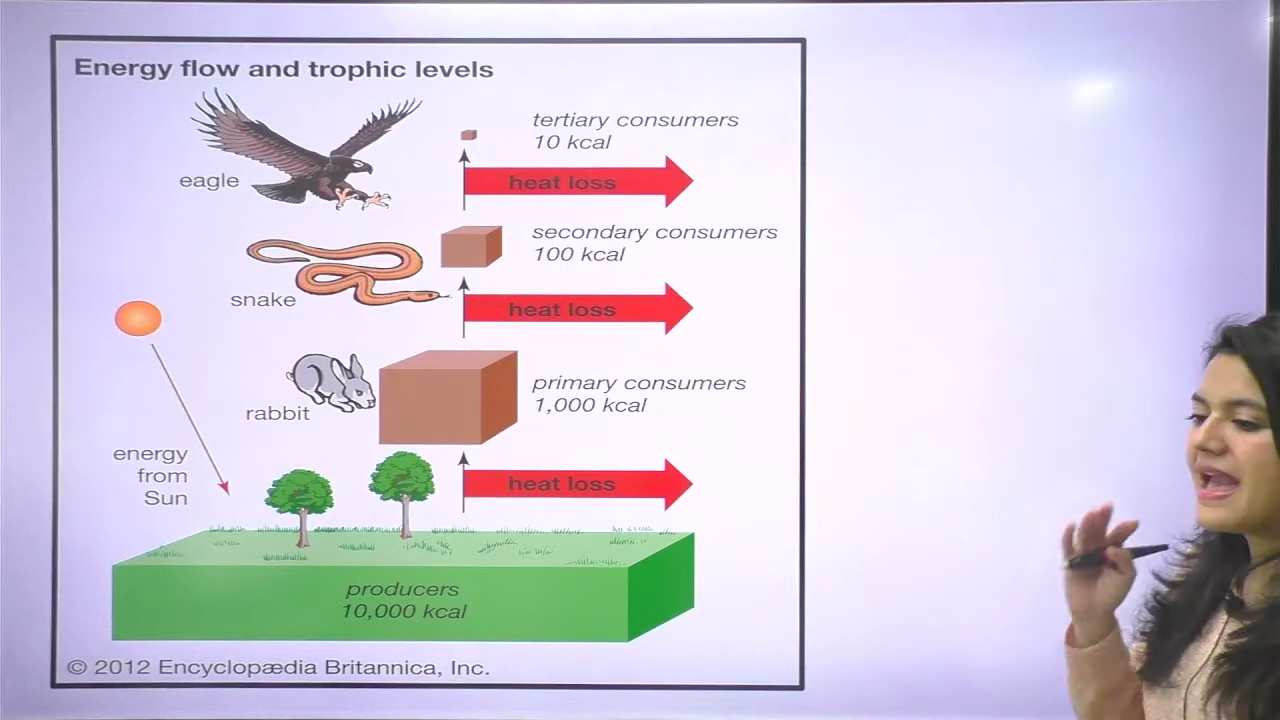 Energy flow and trophic levels
tertiary consumers
10 kcal
eagle
heat loss
secondary consumers
100 kcal
snake
heat loss
primary consumers
1,000 kcal
rabbit
energy
from
Sun
heat loss
producers
10,000 kcal
© 2012 Encyclopædia Britannica, Inc.